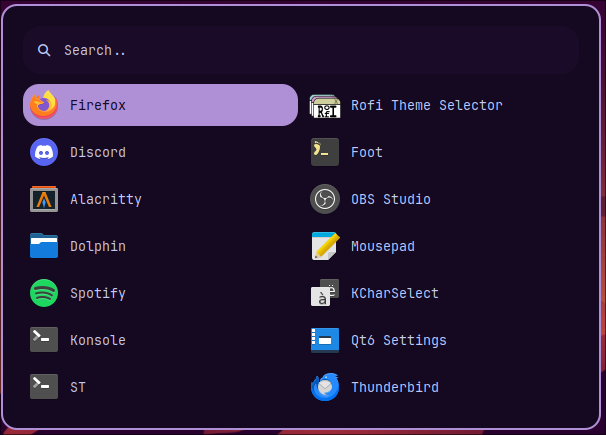 Search..
Firefox
Discord
Alacritty
Dolphin
Spotify
Konsole
ST
Rofi Theme Selector
Foot
OBS Studio
Mousepad
KCharSelect
Qt6 Settings
Thunderbird